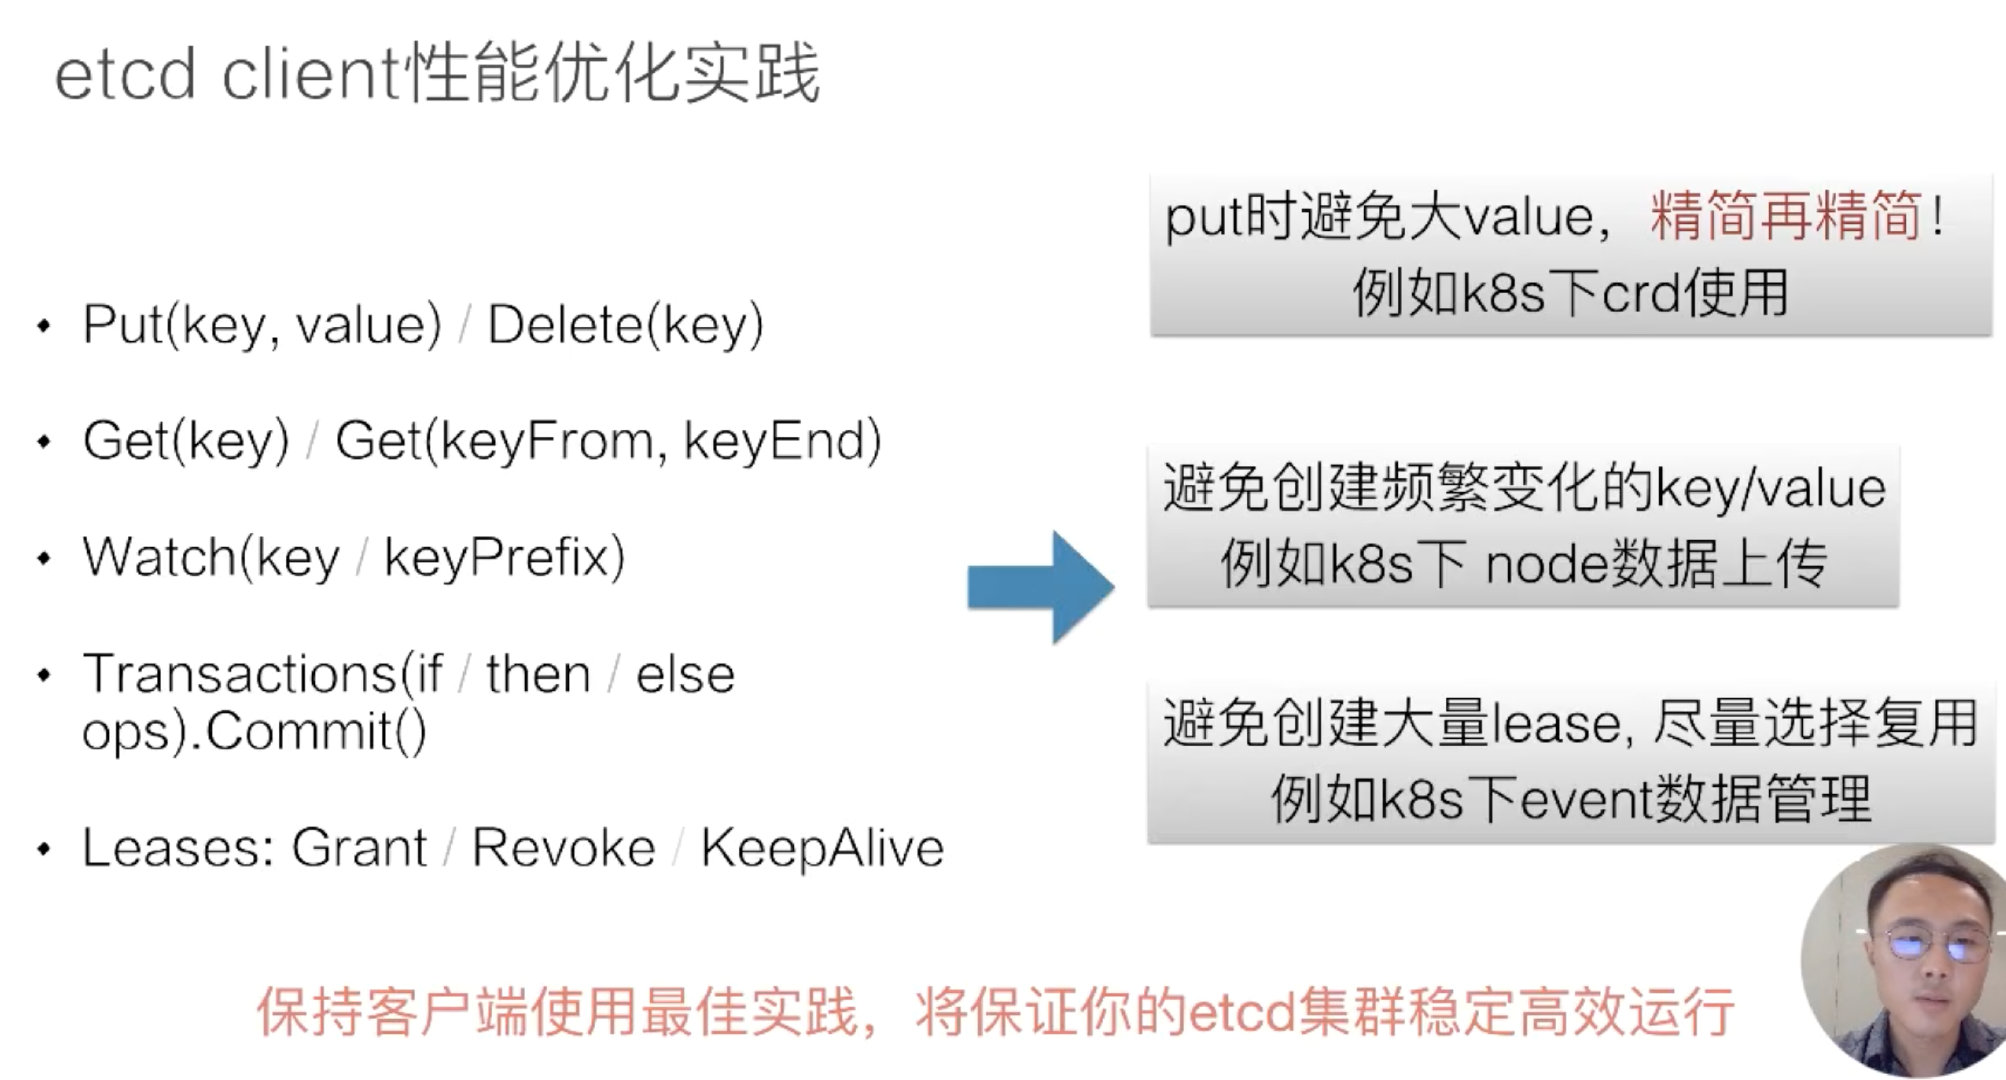 etcd client性能优化实践
• Put(key, value) / Delete(key)
• Get(key) / Get(keyFrom, keyEnd)
• Watch(key / keyPrefix)
• Transactions(if / then / else
ops).Commit()
• Leases: Grant / Revoke / KeepAlive
put时避免大value，精简再精简！
例如k8s下crd使用
避免创建频繁变化的key/value
例如k8s下 node数据上传
避免创建大量lease, 尽量选择复用
例如k8s下event数据管理
保持客户端使用最佳实践，将保证你的etcd集群稳定高效运行